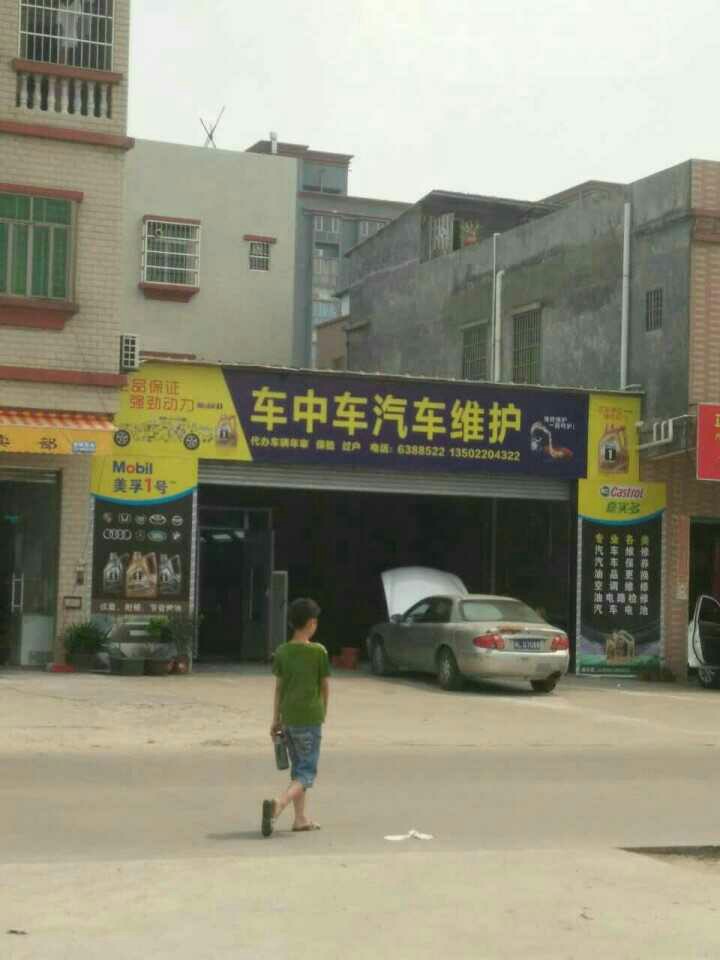 品保证
强劲动力
车中车汽车维护
代办车辆年审 保险 过户 电话：6388522 13502204322
Mobil
美孚1号
Castrol
嘉实多
专业各类
汽车维修
汽车保养
油品更换
空调维修
油电路检修
汽车电池